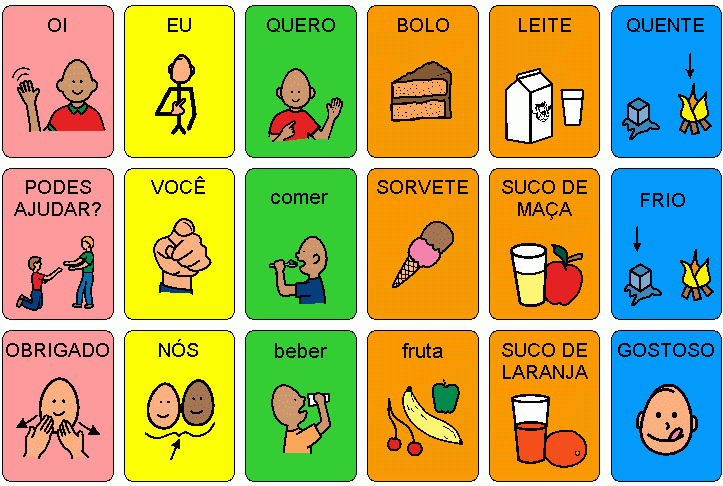 OI
EU
QUERO
BOLO
LEITE
QUENTE
PODES
AJUDAR?
VOCÊ
comer
SORVETE
SUCO DE
MAÇA
FRIO
OBRIGADO
NÓS
beber
fruta
SUCO DE
LARANJA
GOSTOSO